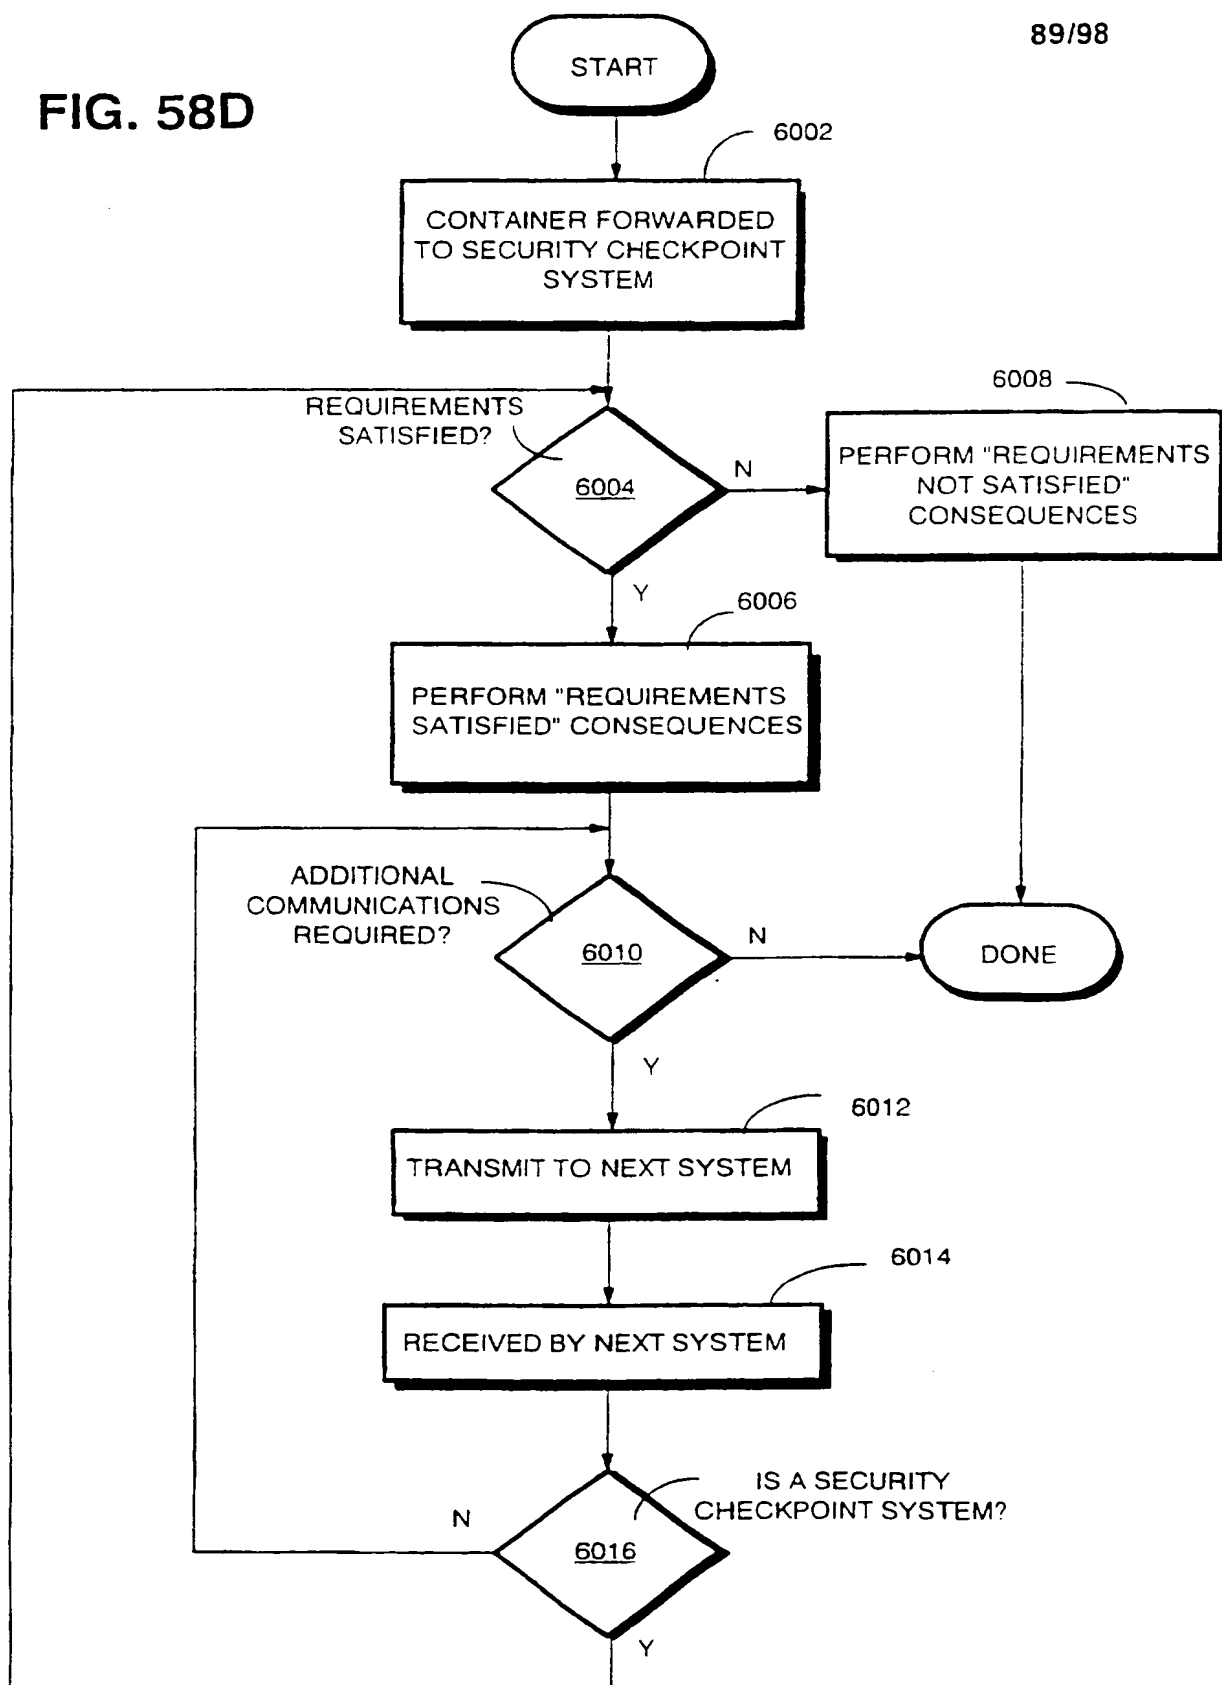 89/98
FIG. 58D
START
6002
CONTAINER FORWARDED
TO SECURITY CHECKPOINT
SYSTEM
REQUIREMENTS
SATISFIED?
6004
N
6008
PERFORM "REQUIREMENTS
NOT SATISFIED"
CONSEQUENCES
Y
6006
PERFORM "REQUIREMENTS
SATISFIED" CONSEQUENCES
ADDITIONAL
COMMUNICATIONS
REQUIRED?
6010
N
DONE
Y
6012
TRANSMIT TO NEXT SYSTEM
6014
RECEIVED BY NEXT SYSTEM
IS A SECURITY
CHECKPOINT SYSTEM?
N
6016
Y